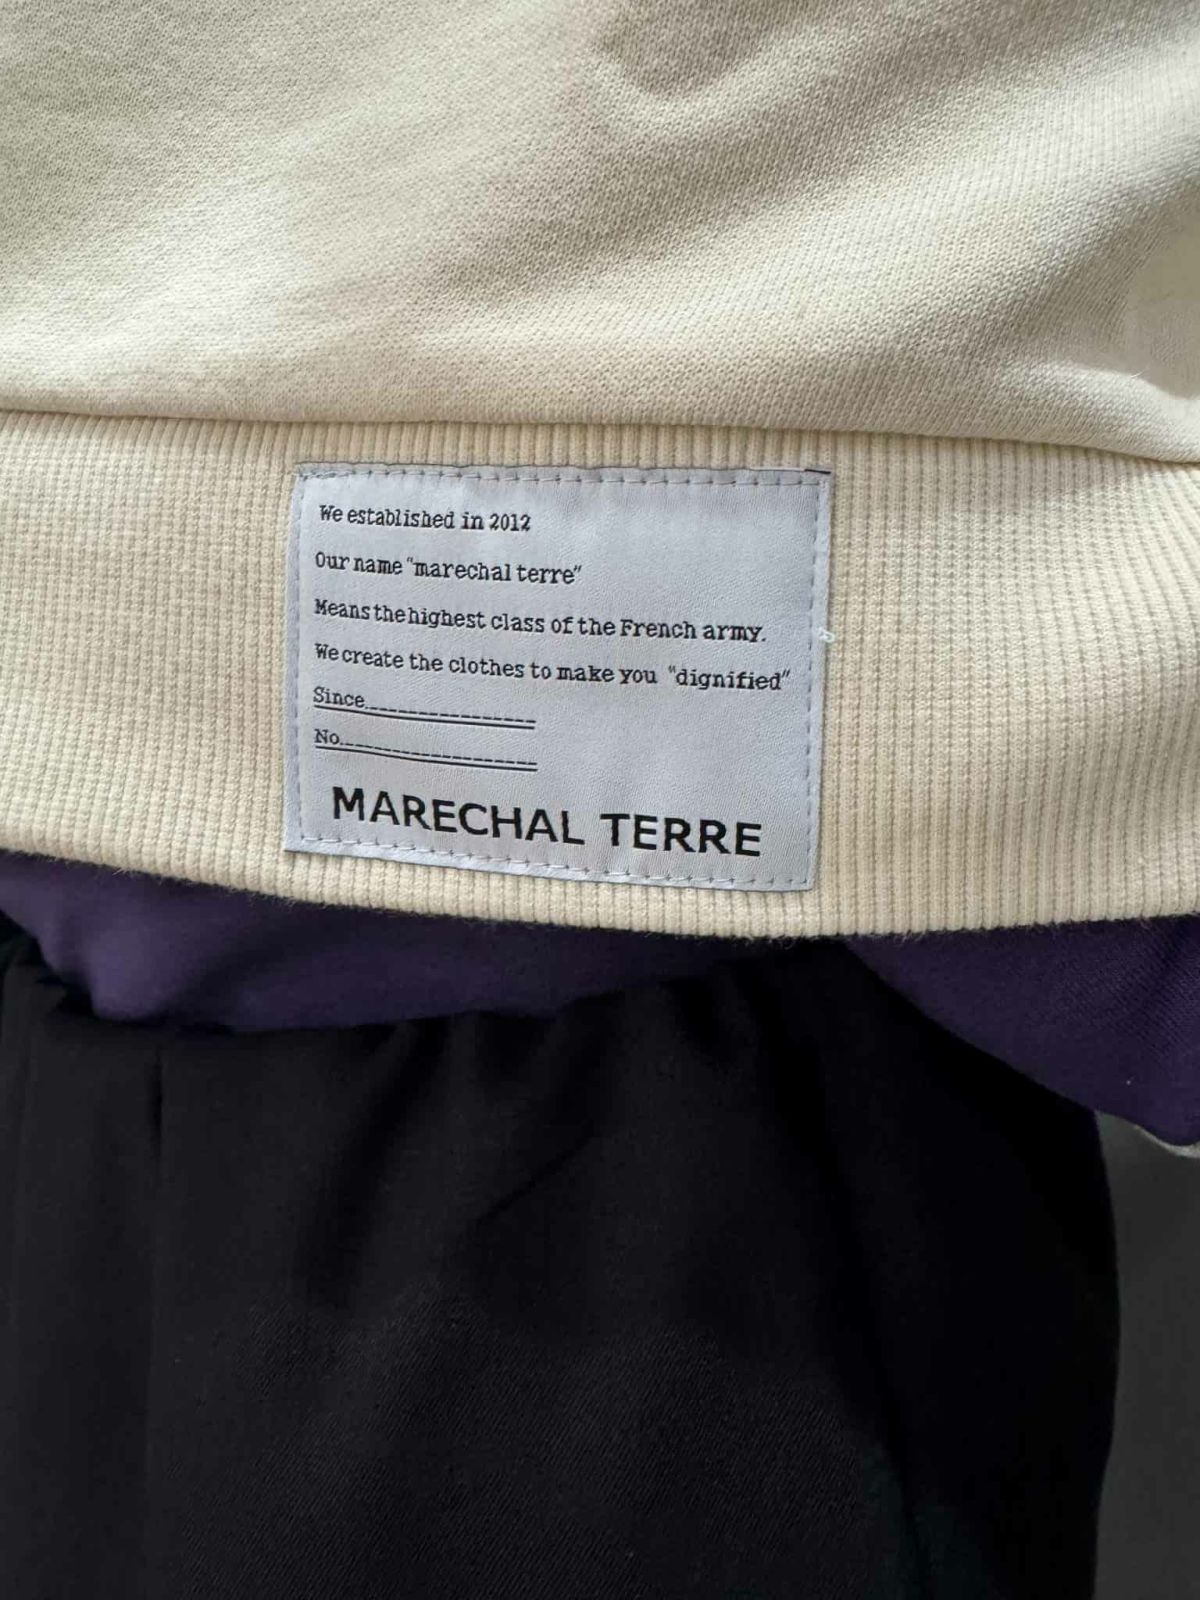 We established in 2012
Our name "marechal terre"
Means the highest class of the French army.
We create the clothes to make you "dignified"
Since
No.
MARECHAL TERRE